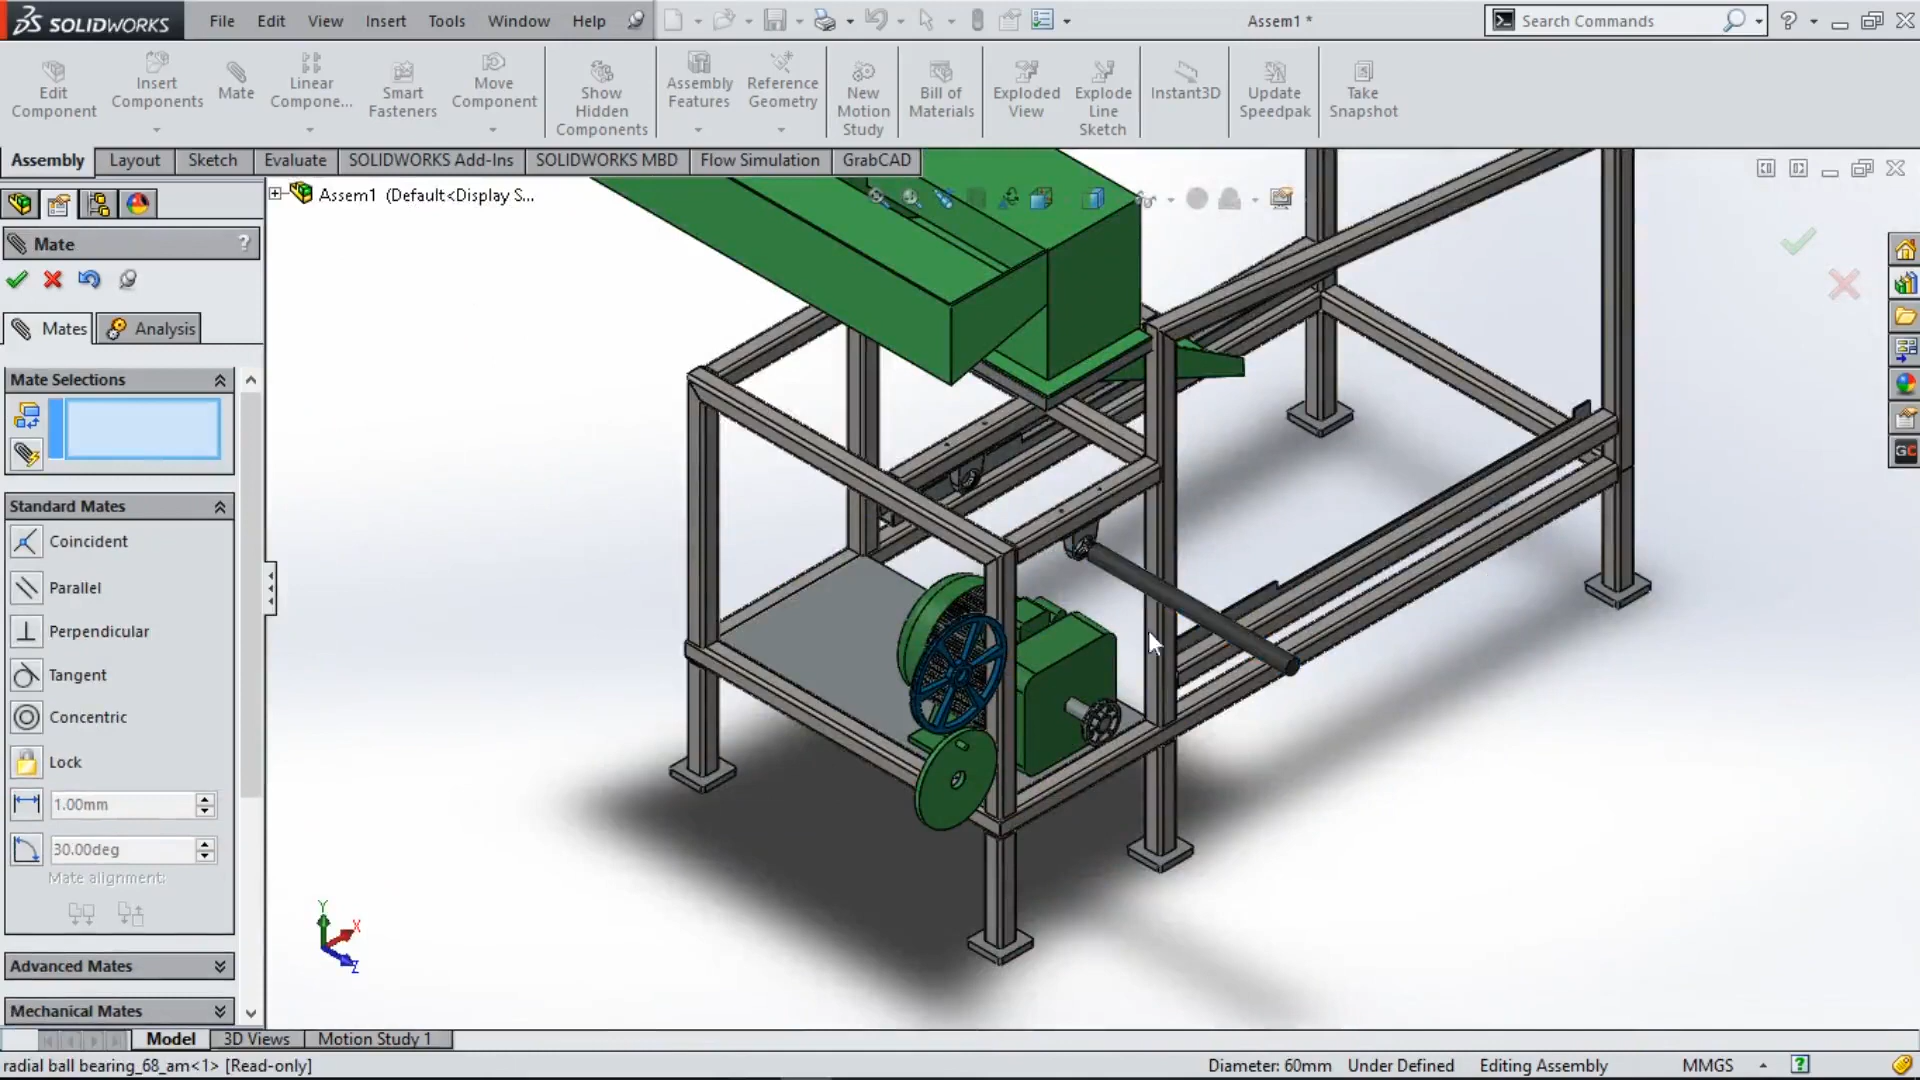 SOLIDWORKS File Edit View Insert Tools Window Help Assem1 * Search Commands
Edit Component
Insert Components
Mate
Linear Compone...
Smart Fasteners
Move Component
Show Hidden Components
Assembly Features
Reference Geometry
New Motion Study
Bill of Materials
Exploded View
Explode Line Sketch
Instant3D
Update Speedpak
Take Snapshot
Assembly Layout Sketch Evaluate SOLIDWORKS Add-Ins SOLIDWORKS MBD Flow Simulation GrabCAD
Assem1 (Default<Display S...
Mate ?
Mates Analysis
Mate Selections
Standard Mates
Coincident
Parallel
Perpendicular
Tangent
Concentric
Lock
1.00mm
30.00deg
Mate alignment:
Advanced Mates
Mechanical Mates
Y
X
Z
GC
Model 3D Views Motion Study 1
radial ball bearing_68_am<1> [Read-only] Diameter: 60mm Under Defined Editing Assembly MMGS ?